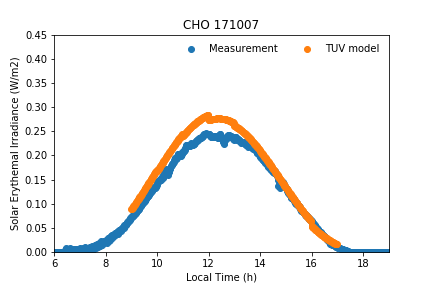 CHO 171007
Measurement
TUV model
Solar Erythemal Irradiance (W/m2)
0.45
0.40
0.35
0.30
0.25
0.20
0.15
0.10
0.05
0.00
6 8 10 12 14 16 18
Local Time (h)